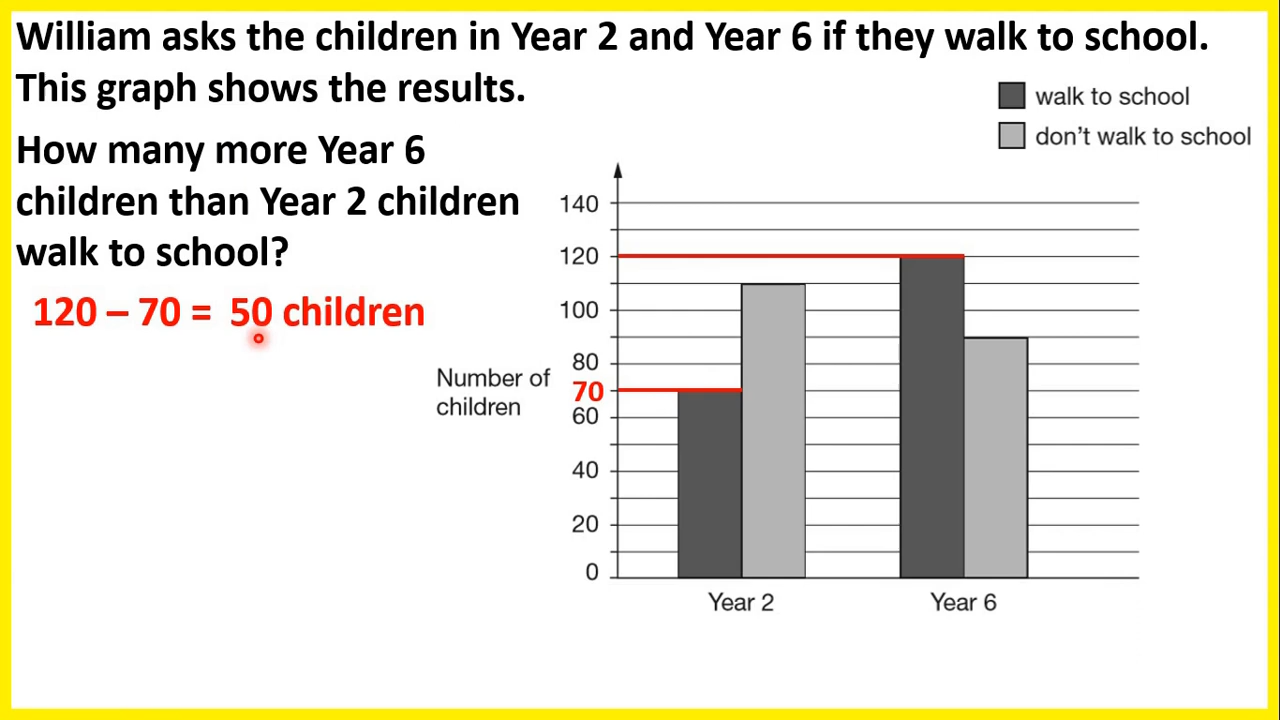 William asks the children in Year 2 and Year 6 if they walk to school.
This graph shows the results.
walk to school
don't walk to school
How many more Year 6
children than Year 2 children
walk to school?
120 – 70 = 50 children
Number of
children
140
120
100
80
70
60
40
20
0
Year 2
Year 6